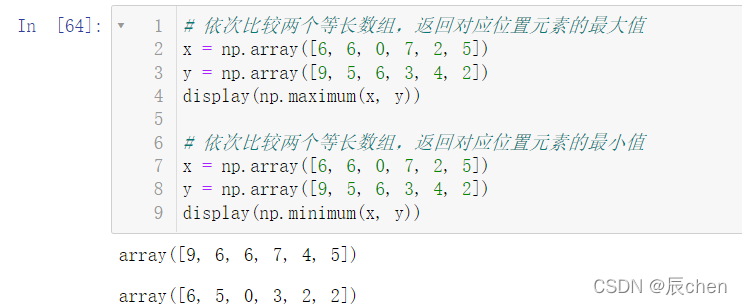 In [64]:
1 # 依次比较两个等长数组，返回对应位置元素的最大值
2 x = np.array([6, 6, 0, 7, 2, 5])
3 y = np.array([9, 5, 6, 3, 4, 2])
4 display(np.maximum(x, y))
5
6 # 依次比较两个等长数组，返回对应位置元素的最小值
7 x = np.array([6, 6, 0, 7, 2, 5])
8 y = np.array([9, 5, 6, 3, 4, 2])
9 display(np.minimum(x, y))
array([9, 6, 6, 7, 4, 5])
array([6, 5, 0, 3, 2, 2])
CSDN @辰chen